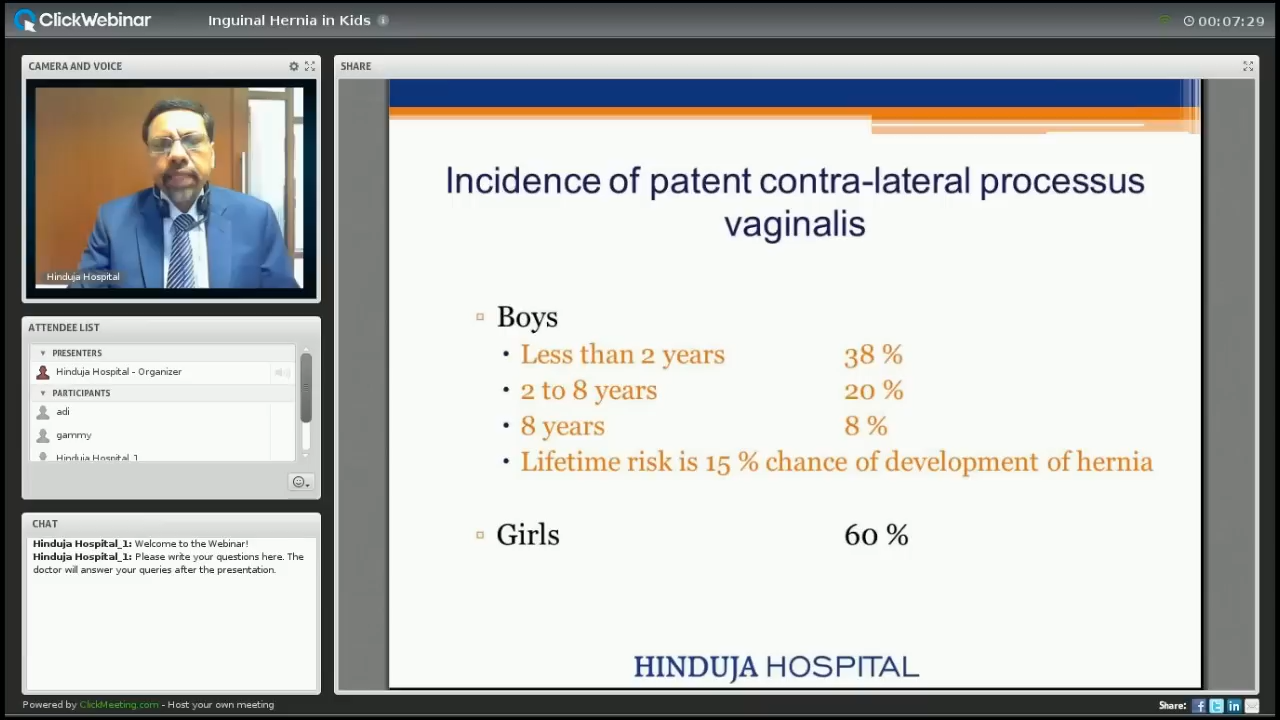 ClickWebinar
Inguinal Hernia in Kids
00:07:29
CAMERA AND VOICE
Hinduja Hospital
ATTENDEE LIST
PRESENTERS
Hinduja Hospital - Organizer
PARTICIPANTS
adi
gammy
Hinduja Hospital_1
CHAT
Hinduja Hospital_1: Welcome to the Webinar!
Hinduja Hospital_1: Please write your questions here. The
doctor will answer your queries after the presentation.
SHARE
Incidence of patent contra-lateral processus
vaginalis
Boys
Less than 2 years 38 %
2 to 8 years 20 %
8 years 8 %
Lifetime risk is 15 % chance of development of hernia
Girls 60 %
HINDUJA HOSPITAL
Powered by ClickMeeting.com - Host your own meeting
Share: